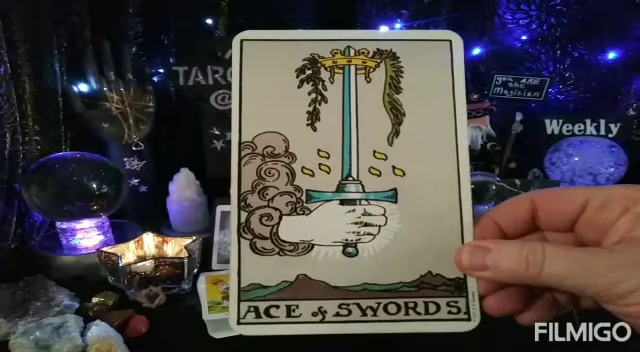 TARO
@
you ARE
the
Magician
Weekly
ACE of SWORDS.
FILMIGO